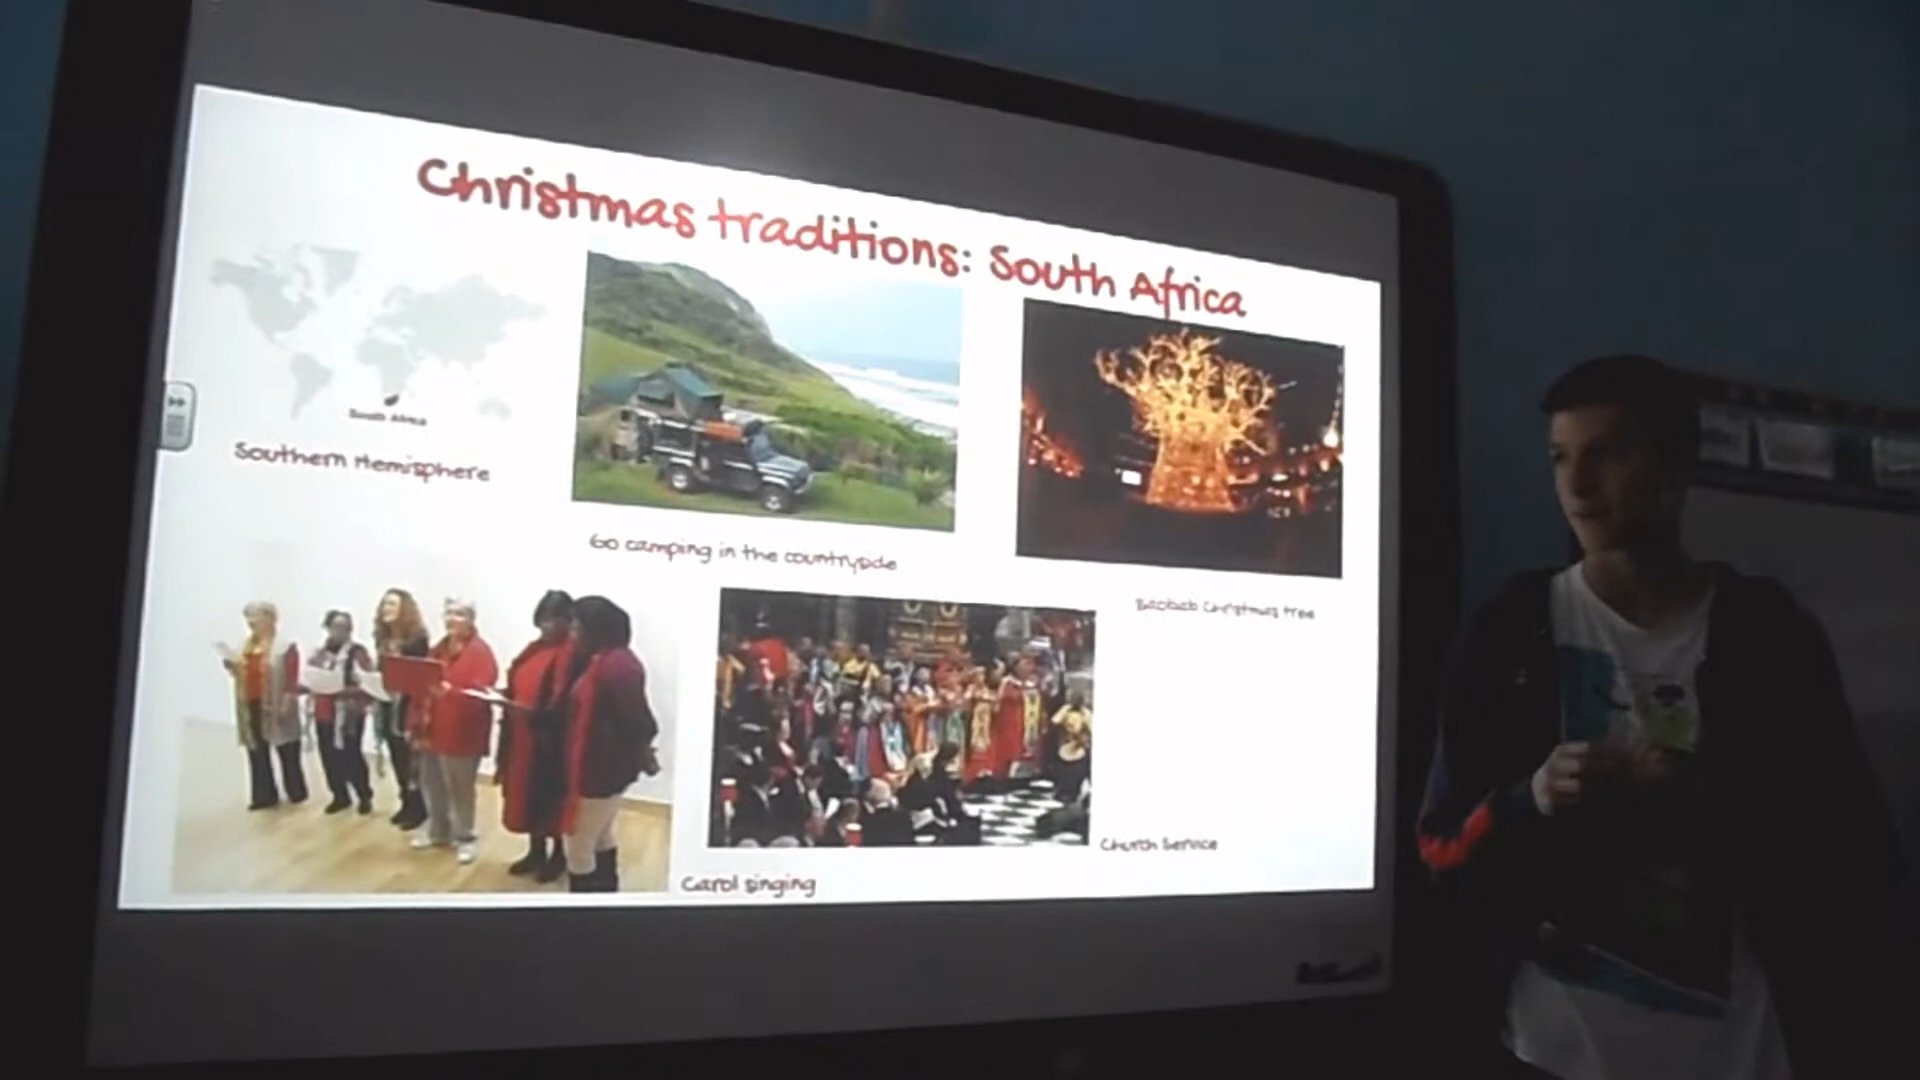 Christmas traditions: South Africa
South Africa
Southern Hemisphere
Go camping in the countryside
Baobab Christmas tree
Church Service
Carol singing